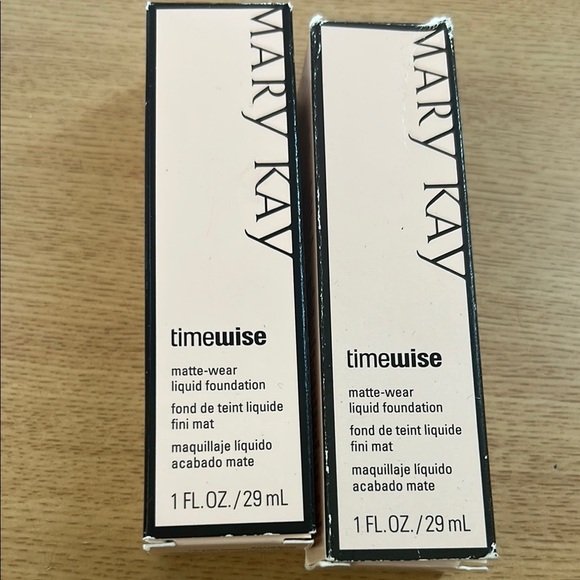 MARY KAY
timewise
matte-wear
liquid foundation
fond de teint liquide
fini mat
maquillaje líquido
acabado mate
1 FL.OZ./29 mL
MARY KAY
timewise
matte-wear
liquid foundation
fond de teint liquide
fini mat
maquillaje líquido
acabado mate
1 FL.OZ./29 mL